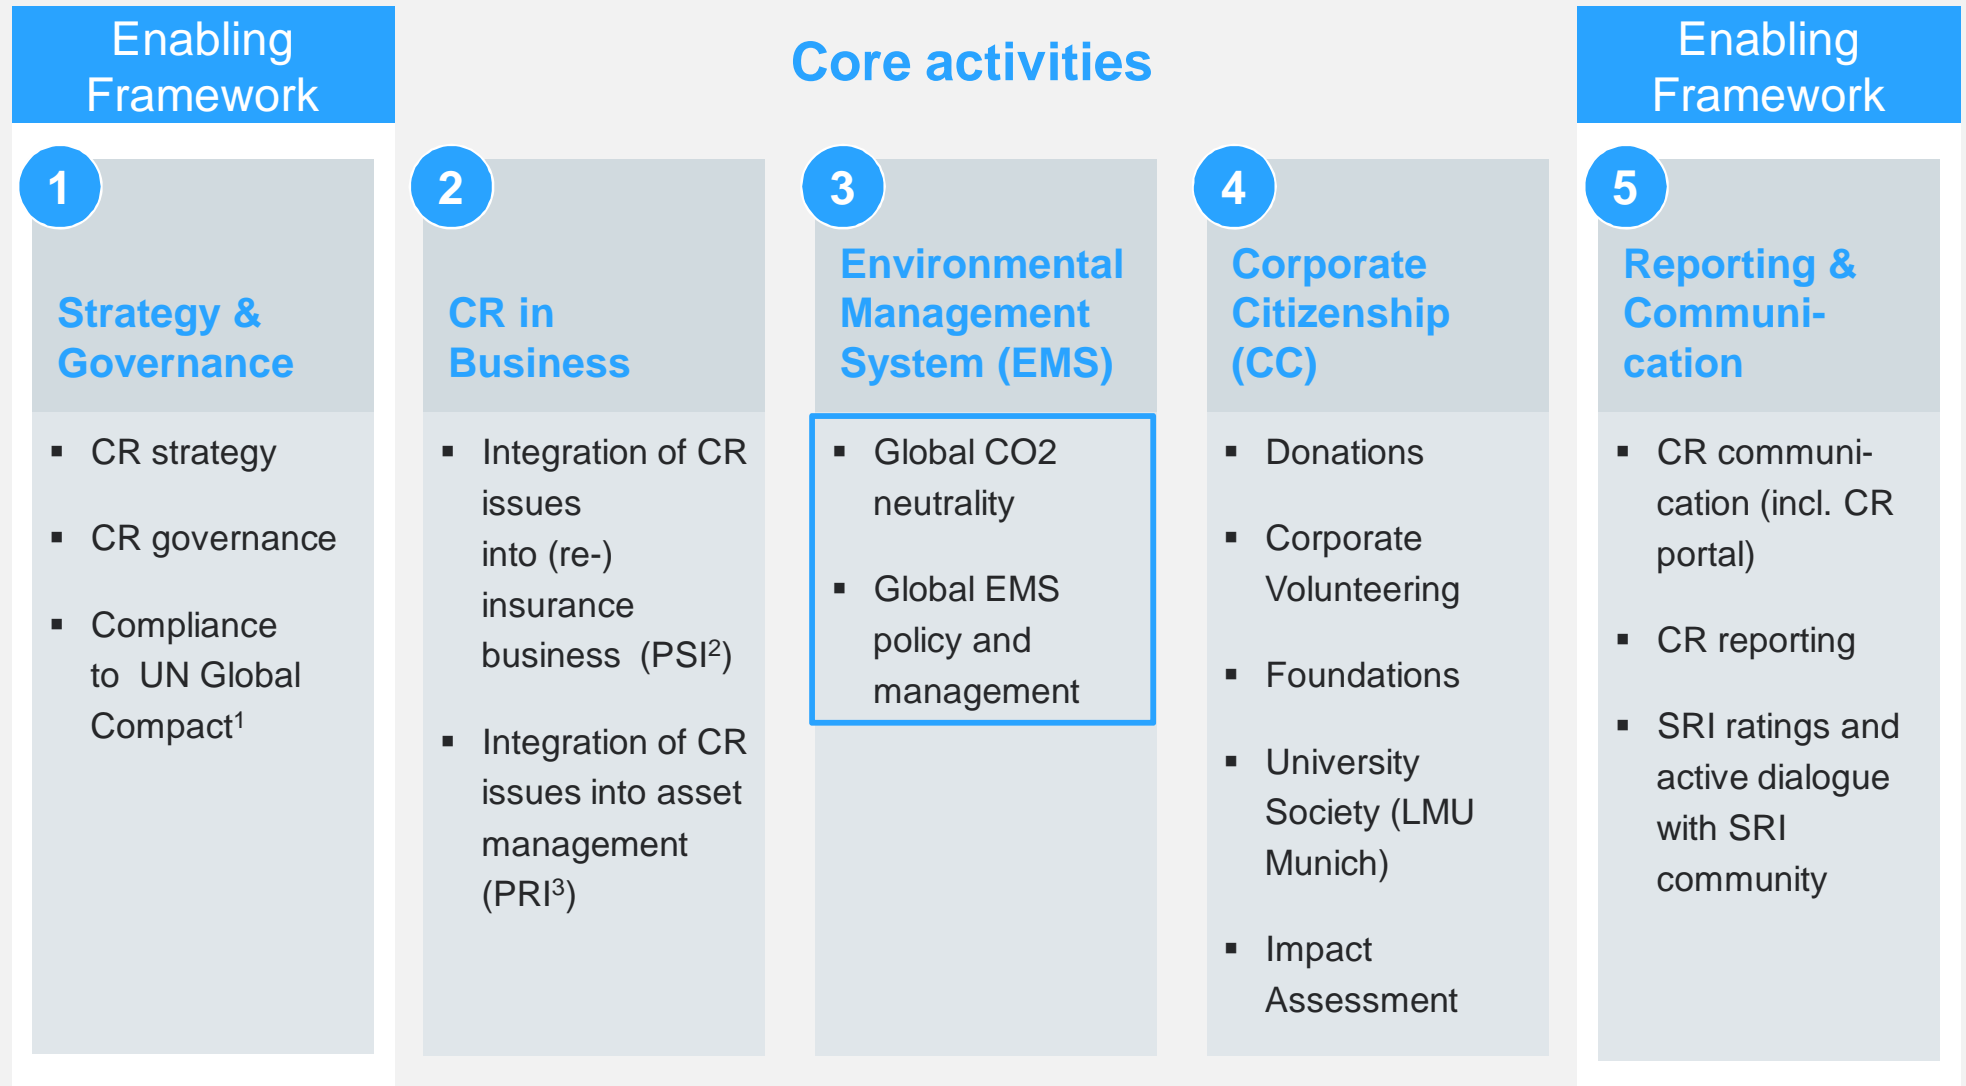 Enabling
Framework
Core activities
Enabling
Framework
1
Strategy &
Governance
▪ CR strategy
▪ CR governance
▪ Compliance
to UN Global
Compact¹
2
CR in
Business
▪ Integration of CR
issues
into (re-)
insurance
business (PSI²)
▪ Integration of CR
issues into asset
management
(PRI³)
3
Environmental
Management
System (EMS)
▪ Global CO2
neutrality
▪ Global EMS
policy and
management
4
Corporate
Citizenship
(CC)
▪ Donations
▪ Corporate
Volunteering
▪ Foundations
▪ University
Society (LMU
Munich)
▪ Impact
Assessment
5
Reporting &
Communi-
cation
▪ CR communi-
cation (incl. CR
portal)
▪ CR reporting
▪ SRI ratings and
active dialogue
with SRI
community